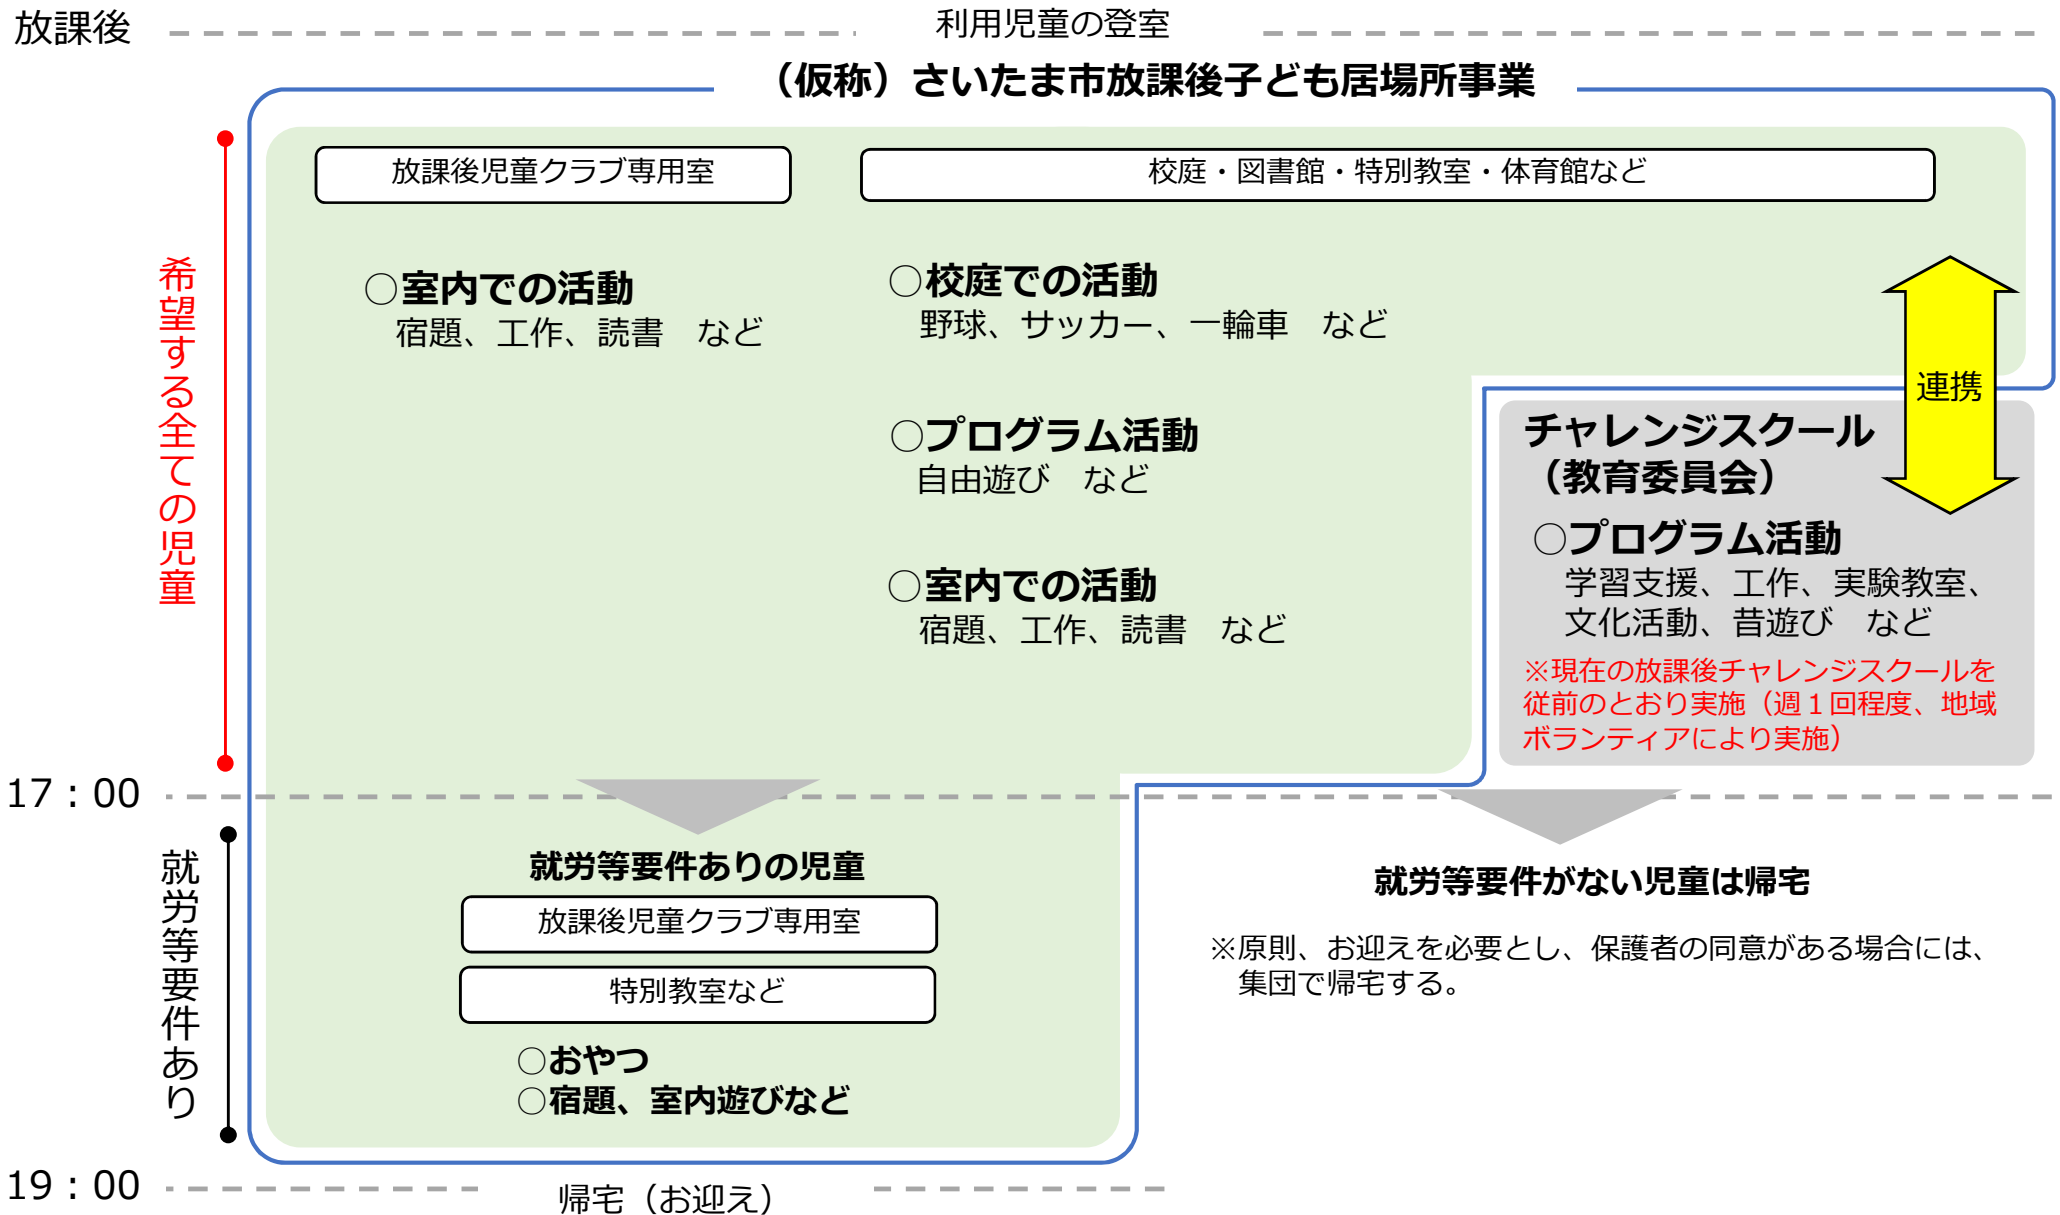 放課後
利用児童の登室
（仮称）さいたま市放課後子ども居場所事業
希望する全ての児童
放課後児童クラブ専用室
校庭・図書館・特別教室・体育館など
○室内での活動
宿題、工作、読書　など
○校庭での活動
野球、サッカー、一輪車　など
○プログラム活動
自由遊び　など
○室内での活動
宿題、工作、読書　など
連携
チャレンジスクール
（教育委員会）
○プログラム活動
学習支援、工作、実験教室、
文化活動、昔遊び　など
※現在の放課後チャレンジスクールを
従前のとおり実施（週１回程度、地域
ボランティアにより実施）
17：00
就労等要件あり
就労等要件ありの児童
放課後児童クラブ専用室
特別教室など
○おやつ
○宿題、室内遊びなど
就労等要件がない児童は帰宅
※原則、お迎えを必要とし、保護者の同意がある場合には、
集団で帰宅する。
19：00
帰宅（お迎え）